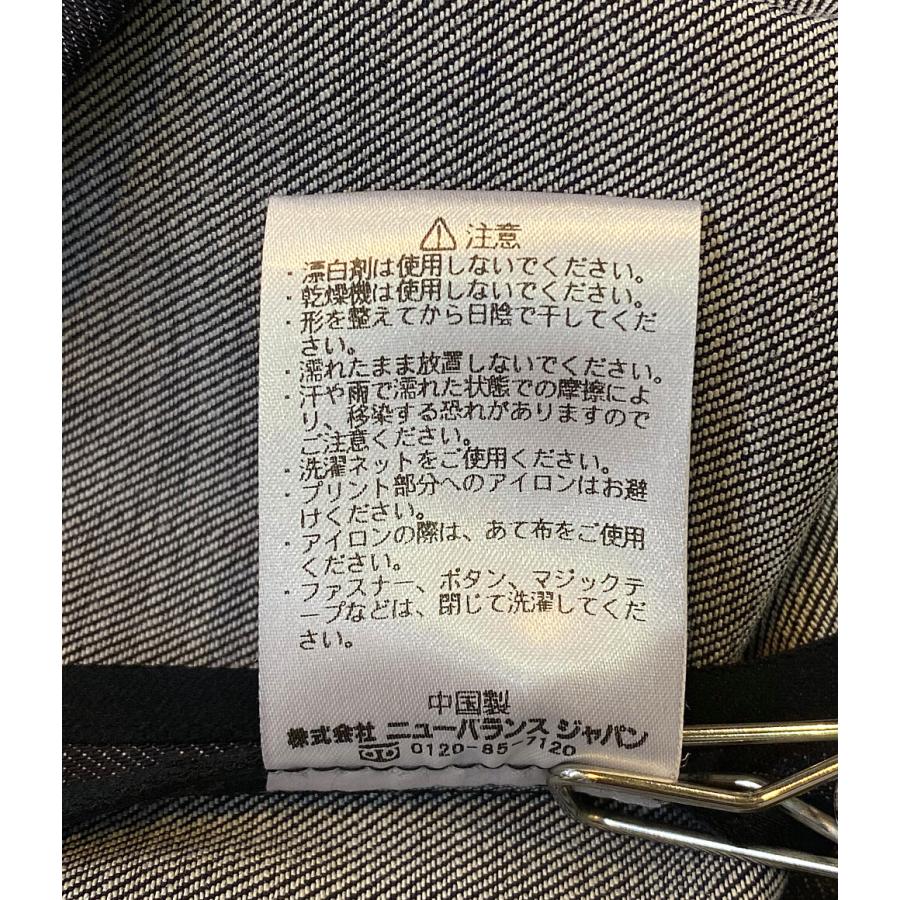 ⚠ 注意
・漂白剤は使用しないでください。
・乾燥機は使用しないでください。
・形を整えてから日陰で干してくだ
さい。
・濡れたまま放置しないでください。
・汗や雨で濡れた状態での摩擦によ
り、移染する恐れがありますので
ご注意ください。
・洗濯ネットをご使用ください。
・プリント部分へのアイロンはお避
けください。
・アイロンの際は、あて布をご使用
ください。
・ファスナー、ボタン、マジックテ
ープなどは、閉じて洗濯してくだ
さい。
中国製
株式会社 ニューバランス ジャパン
0120-85-7120